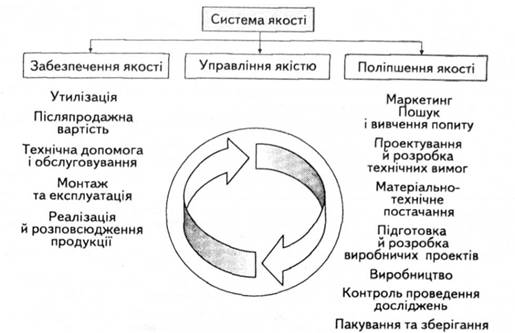 Система якості
Забезпечення якості
Управління якістю
Поліпшення якості
Утилізація
Післяпродажна
вартість
Технічна допомога
і обслуговування
Монтаж
та експлуатація
Реалізація
й розповсюдження
продукції
Маркетинг
Пошук
і вивчення попиту
Проектування
й розробка
технічних вимог
Матеріально-
технічне
постачання
Підготовка
й розробка
виробничих проектів
Виробництво
Контроль проведення
досліджень
Пакування та зберігання